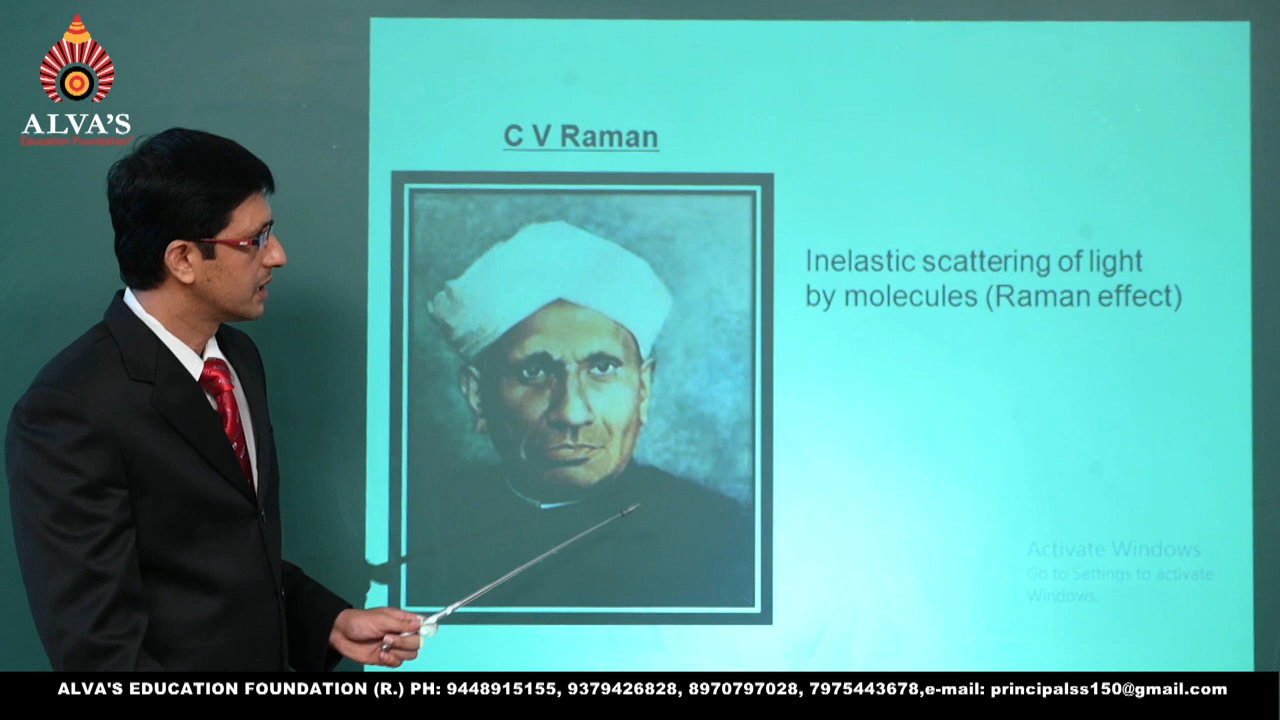 ALVA'S
Education Foundation
C V Raman
Inelastic scattering of light
by molecules (Raman effect)
Activate Windows
Go to Settings to activate
Windows.
ALVA'S EDUCATION FOUNDATION (R.) PH: 9448915155, 9379426828, 8970797028, 7975443678,e-mail: principalss150@gmail.com